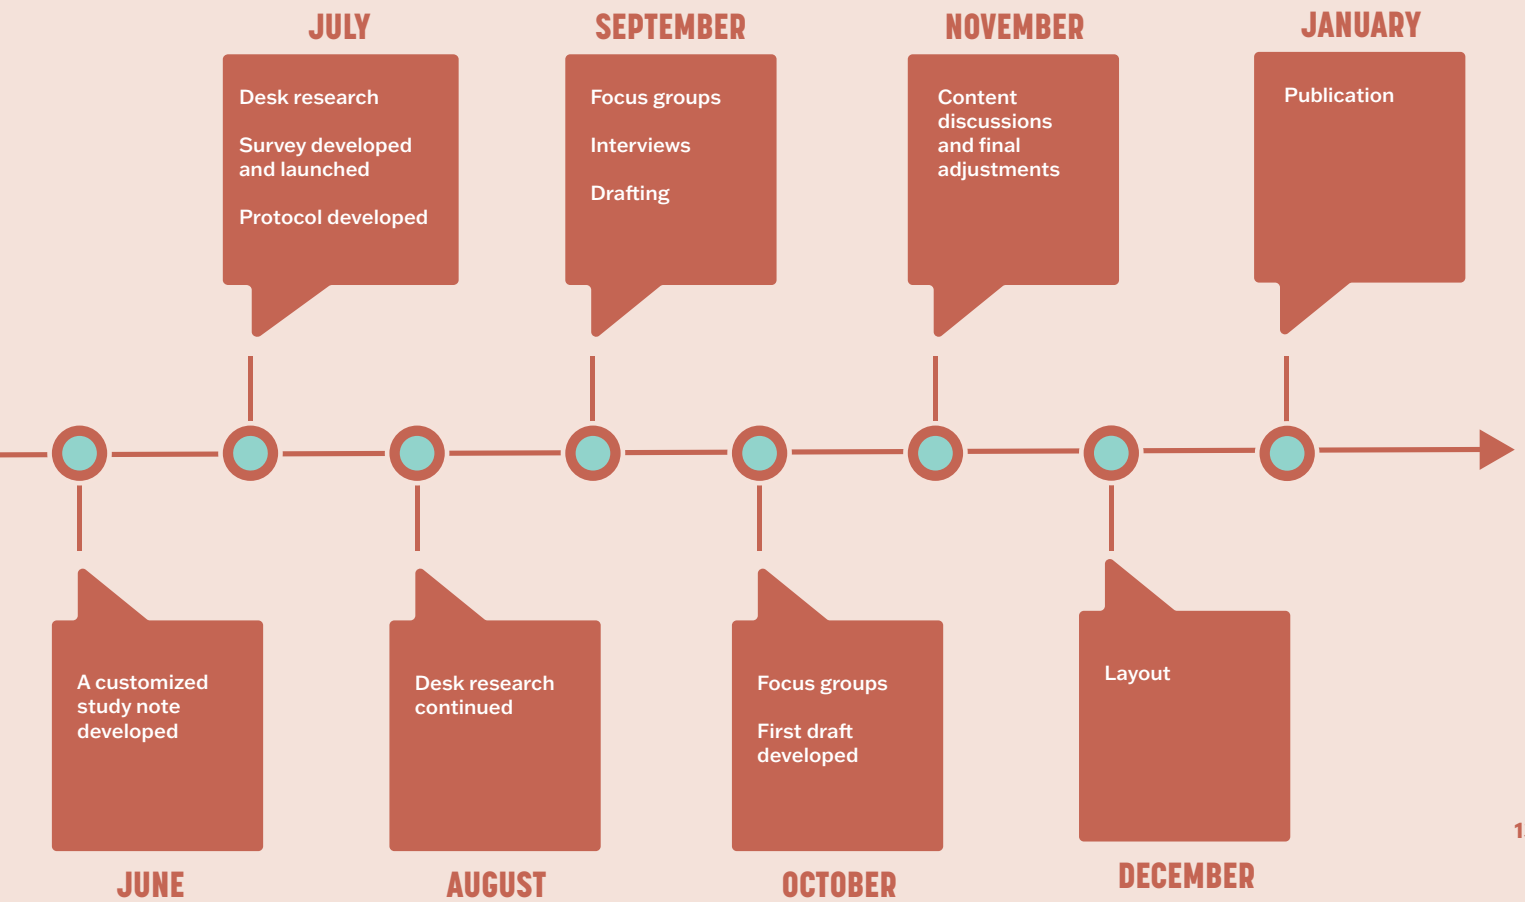 JULY
Desk research
Survey developed
and launched
Protocol developed
SEPTEMBER
Focus groups
Interviews
Drafting
NOVEMBER
Content
discussions
and final
adjustments
JANUARY
Publication
A customized
study note
developed
JUNE
Desk research
continued
AUGUST
Focus groups
First draft
developed
OCTOBER
Layout
DECEMBER